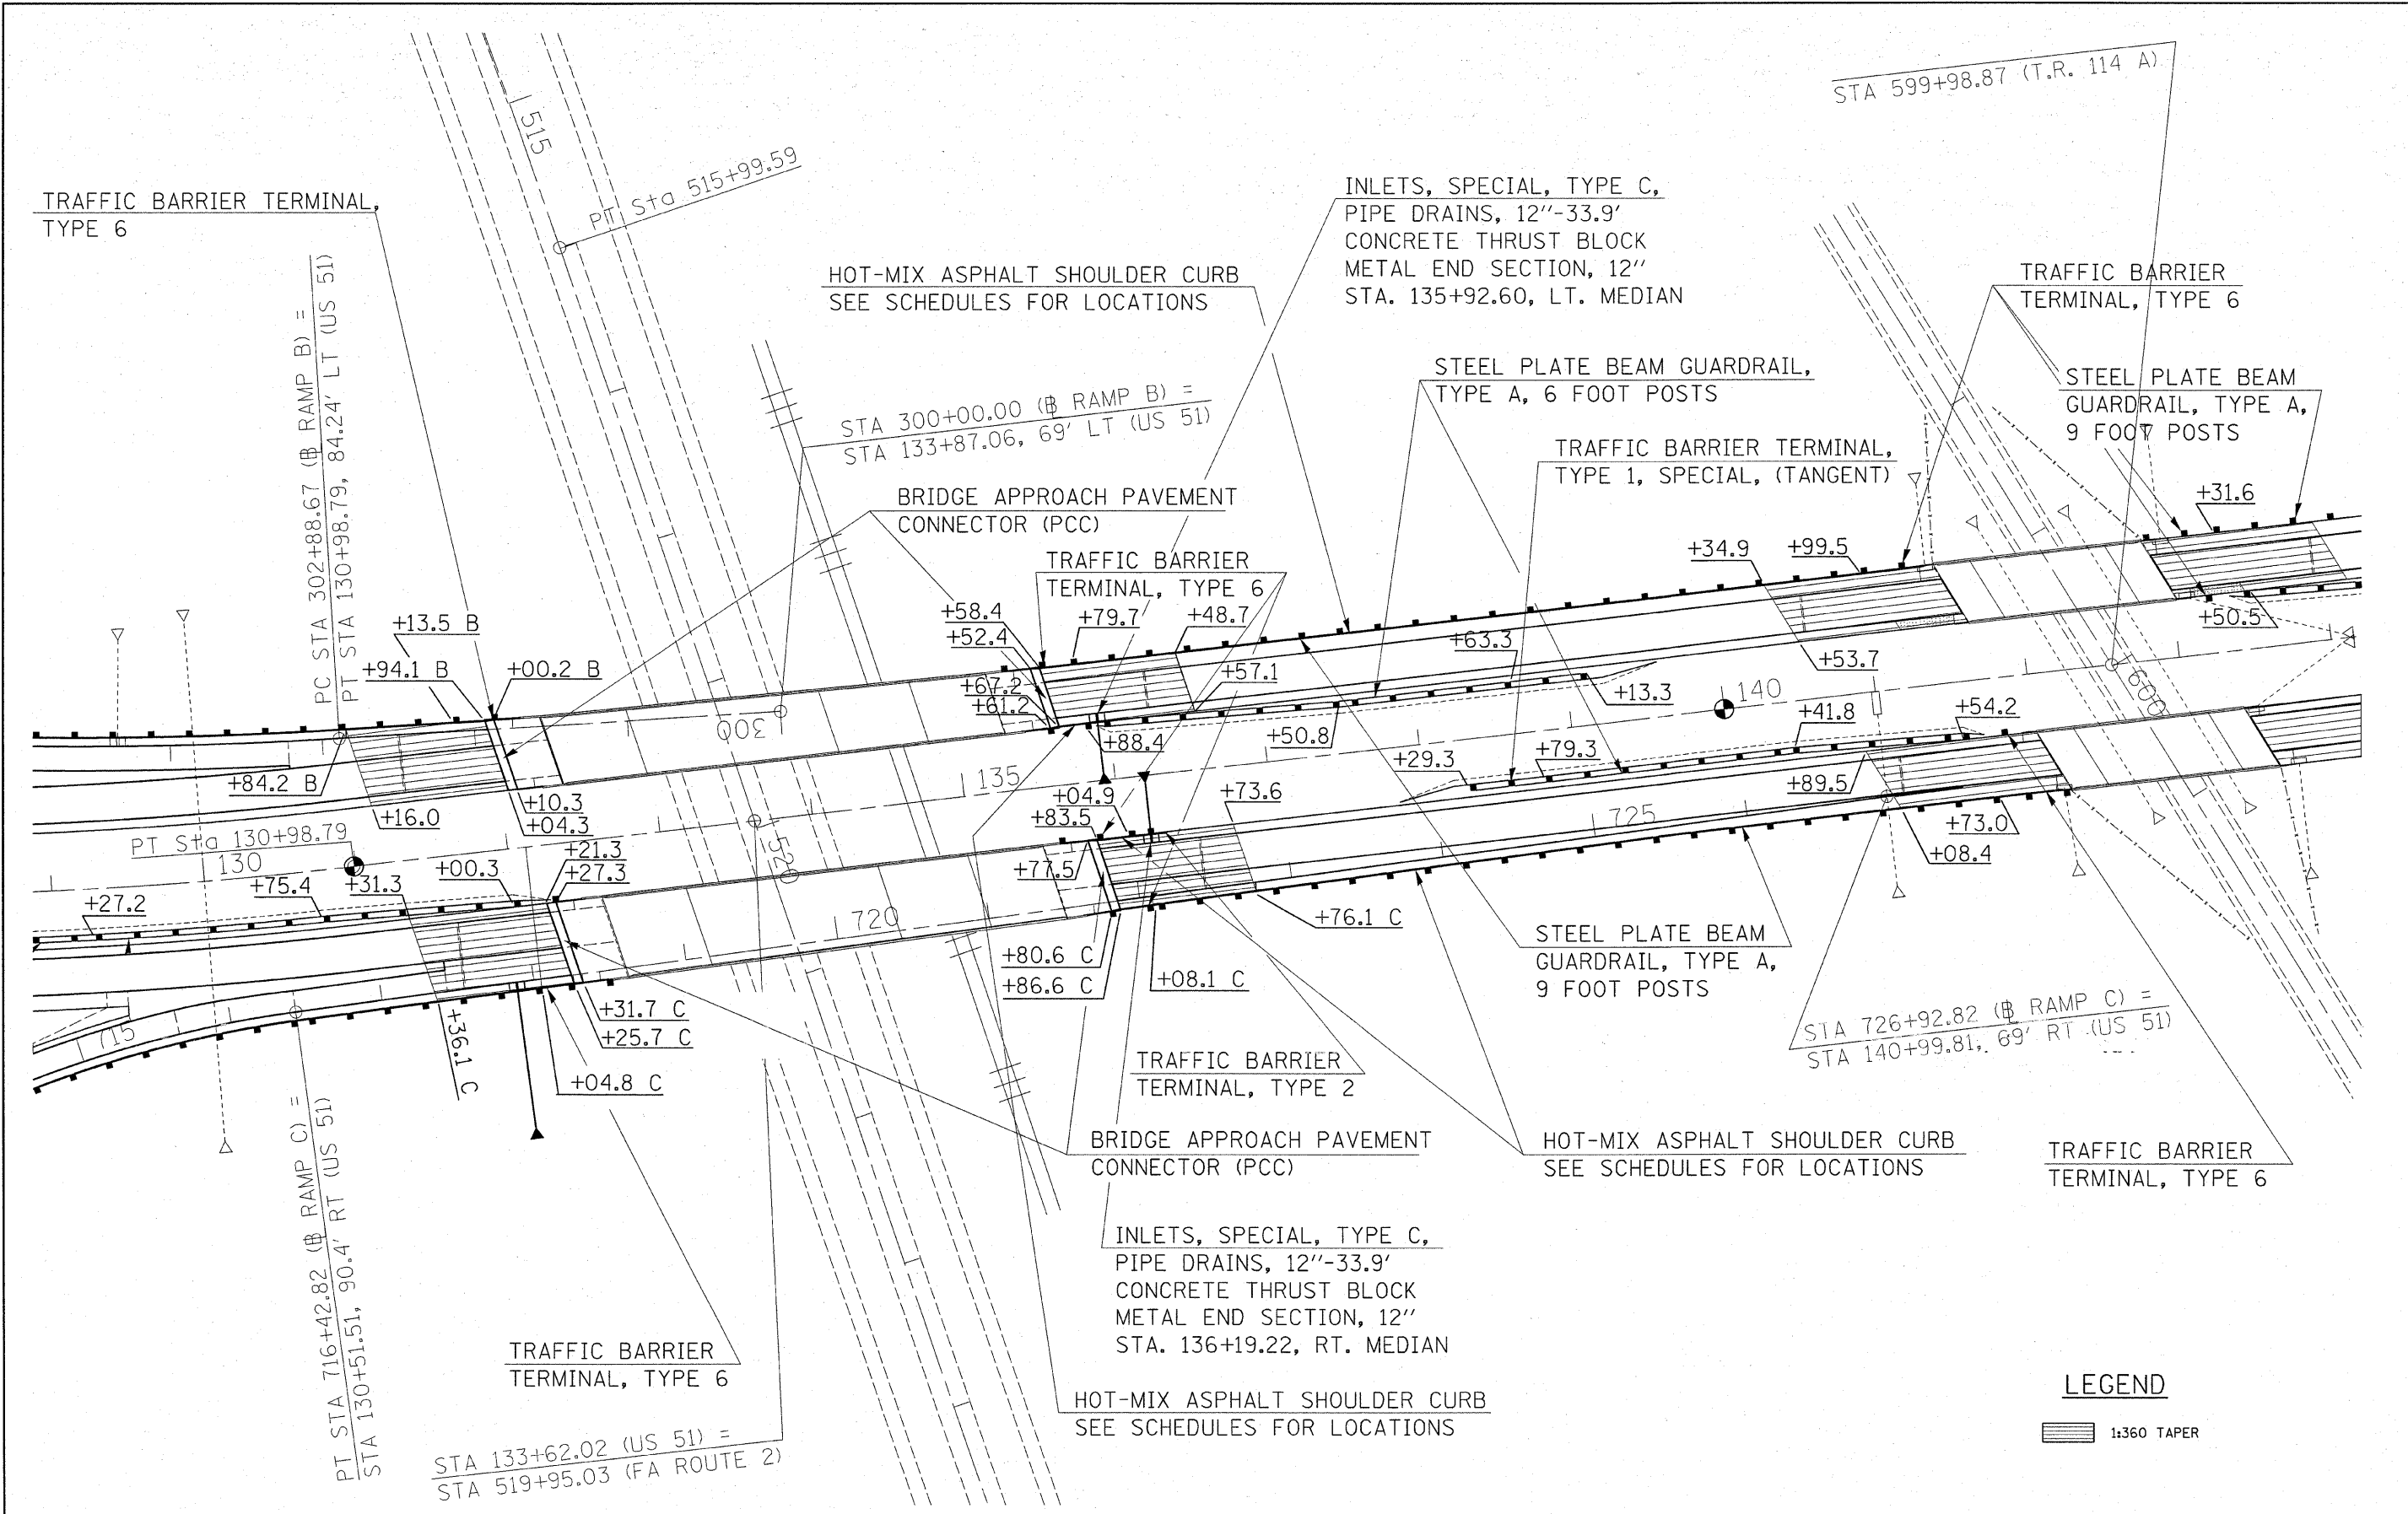 STA 599+98.87 (T.R. 114 A)
515
PT Sta 515+99.59
TRAFFIC BARRIER TERMINAL,
TYPE 6
INLETS, SPECIAL, TYPE C,
PIPE DRAINS, 12''-33.9'
CONCRETE THRUST BLOCK
METAL END SECTION, 12''
STA. 135+92.60, LT. MEDIAN
HOT-MIX ASPHALT SHOULDER CURB
SEE SCHEDULES FOR LOCATIONS
TRAFFIC BARRIER
TERMINAL, TYPE 6
PC STA 302+88.67 (B RAMP B) =
PT STA 130+98.79, 84.24' LT (US 51)
STA 300+00.00 (B RAMP B) =
STA 133+87.06, 69' LT (US 51)
STEEL PLATE BEAM GUARDRAIL,
TYPE A, 6 FOOT POSTS
STEEL PLATE BEAM
GUARDRAIL, TYPE A,
9 FOOT POSTS
TRAFFIC BARRIER TERMINAL,
TYPE 1, SPECIAL, (TANGENT)
BRIDGE APPROACH PAVEMENT
CONNECTOR (PCC)
+31.6
TRAFFIC BARRIER
TERMINAL, TYPE 6
+34.9
+99.5
+58.4
+79.7
+48.7
+52.4
+13.5 B
+63.3
+50.5
+94.1 B
+00.2 B
+67.2
+57.1
+53.7
+61.2
+13.3
140
600
300
+88.4
+50.8
+41.8
+54.2
+84.2 B
135
+29.3
+79.3
+89.5
+16.0
+10.3
+04.3
+04.9
+73.6
+83.5
725
+73.0
+08.4
PT Sta 130+98.79
130
520
+21.3
+27.3
+77.5
+75.4
+31.3
+00.3
+27.2
720
+76.1 C
STEEL PLATE BEAM
GUARDRAIL, TYPE A,
9 FOOT POSTS
+80.6 C
+86.6 C
+08.1 C
+31.7 C
+25.7 C
715
+36.1 C
+04.8 C
STA 726+92.82 (B RAMP C) =
STA 140+99.81, 69' RT (US 51)
TRAFFIC BARRIER
TERMINAL, TYPE 2
PT STA 716+42.82 (B RAMP C) =
STA 130+51.51, 90.4' RT (US 51)
BRIDGE APPROACH PAVEMENT
CONNECTOR (PCC)
HOT-MIX ASPHALT SHOULDER CURB
SEE SCHEDULES FOR LOCATIONS
TRAFFIC BARRIER
TERMINAL, TYPE 6
INLETS, SPECIAL, TYPE C,
PIPE DRAINS, 12''-33.9'
CONCRETE THRUST BLOCK
METAL END SECTION, 12''
STA. 136+19.22, RT. MEDIAN
TRAFFIC BARRIER
TERMINAL, TYPE 6
HOT-MIX ASPHALT SHOULDER CURB
SEE SCHEDULES FOR LOCATIONS
STA 133+62.02 (US 51) =
STA 519+95.03 (FA ROUTE 2)
LEGEND
1:360 TAPER